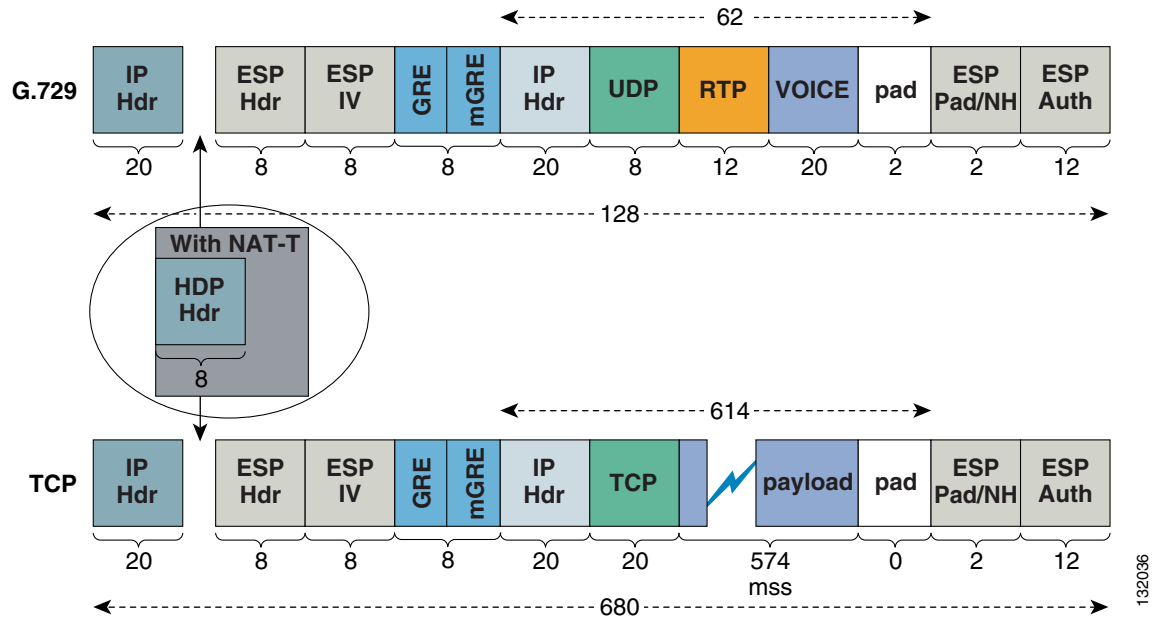 62
G.729
IP Hdr
ESP Hdr
ESP IV
GRE
mGRE
IP Hdr
UDP
RTP
VOICE
pad
ESP Pad/NH
ESP Auth
20
8
8
8
20
8
12
20
2
2
12
128
With NAT-T
HDP Hdr
8
614
TCP
IP Hdr
ESP Hdr
ESP IV
GRE
mGRE
IP Hdr
TCP
payload
pad
ESP Pad/NH
ESP Auth
20
8
8
8
20
20
574 mss
0
2
12
680
132036